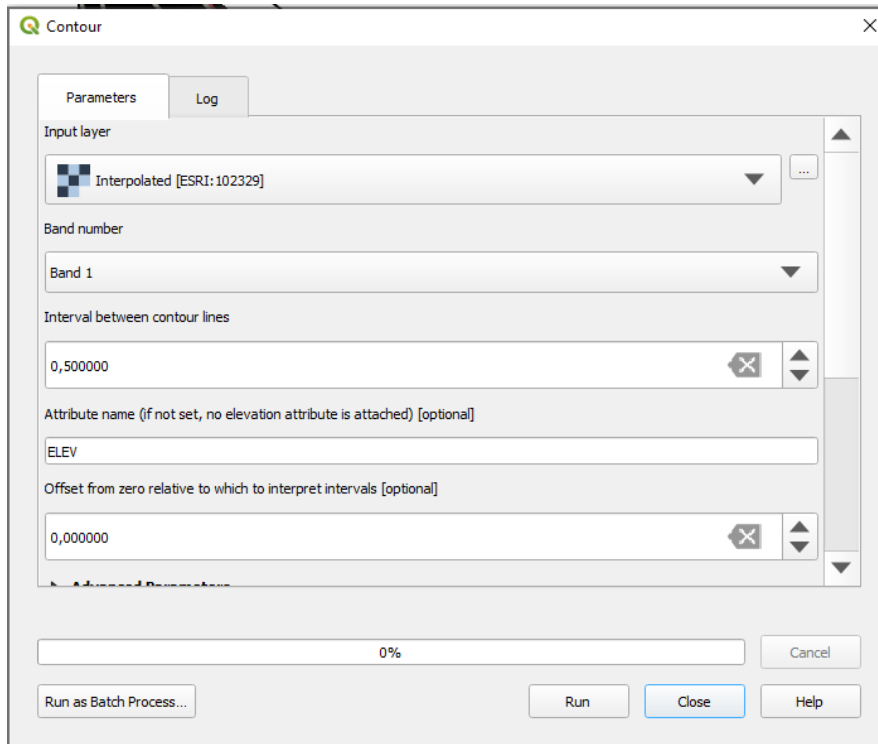 Contour
Parameters
Log
Input layer
Interpolated [ESRI:102329]
...
Band number
Band 1
Interval between contour lines
0,500000
Attribute name (if not set, no elevation attribute is attached) [optional]
ELEV
Offset from zero relative to which to interpret intervals [optional]
0,000000
Advanced Parameters
0%
Cancel
Run as Batch Process...
Run
Close
Help